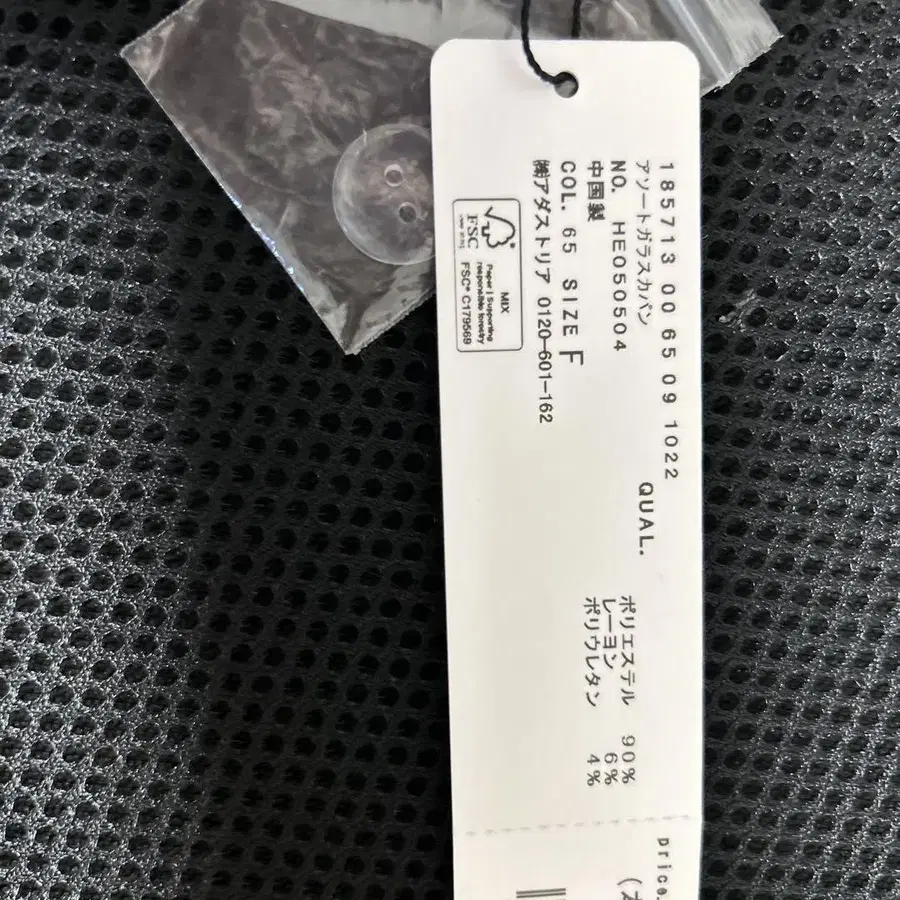 185713 00 65 09 1022
アソートガラスカバン
NO. HE050504
中国製
COL. 65 SIZE F
㈱アダストリア 0120-601-162
FSC
MIX
Paper | Supporting
responsible forestry
FSC® C179569
QUAL.
ポリエステル 90%
レーヨン 6%
ポリウレタン 4%
price.